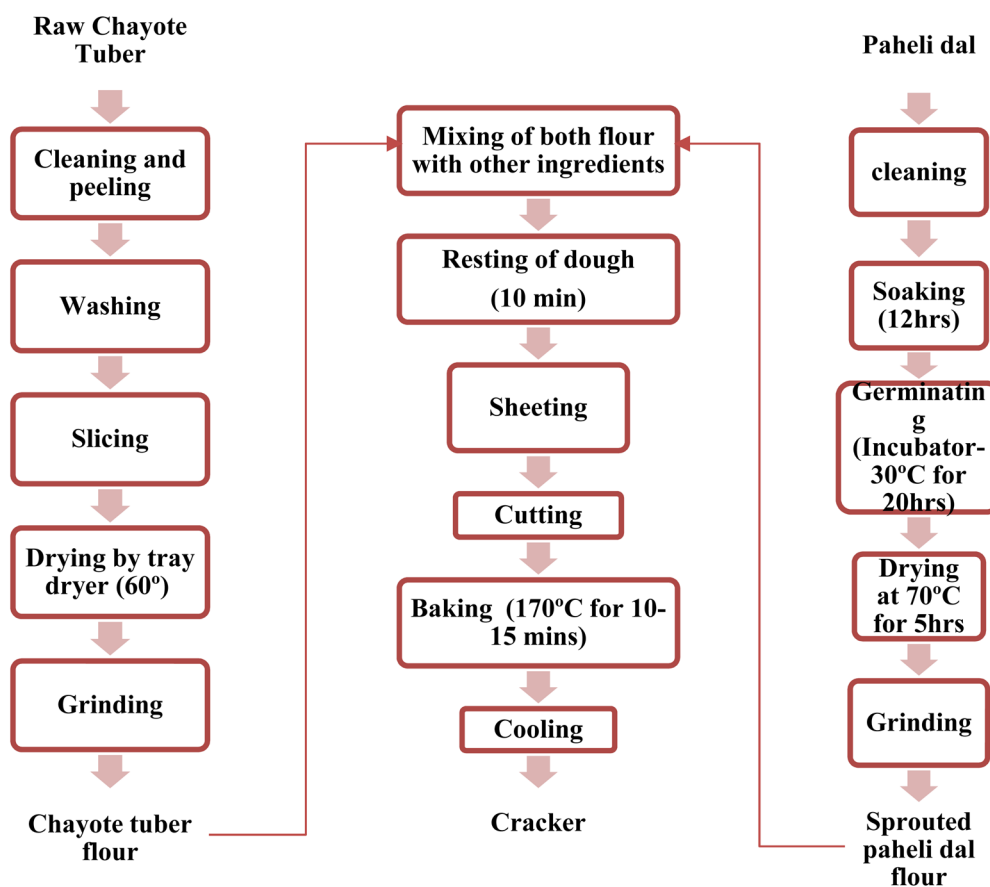 Raw Chayote
Tuber
Cleaning and
peeling
Washing
Slicing
Drying by tray
dryer (60º)
Grinding
Chayote tuber
flour
Mixing of both flour
with other ingredients
Resting of dough
(10 min)
Sheeting
Cutting
Baking  (170ºC for 10-
15 mins)
Cooling
Cracker
Paheli dal
cleaning
Soaking
(12hrs)
Germinatin
g
(Incubator-
30ºC for
20hrs)
Drying
at 70ºC
for 5hrs
Grinding
Sprouted
paheli dal
flour